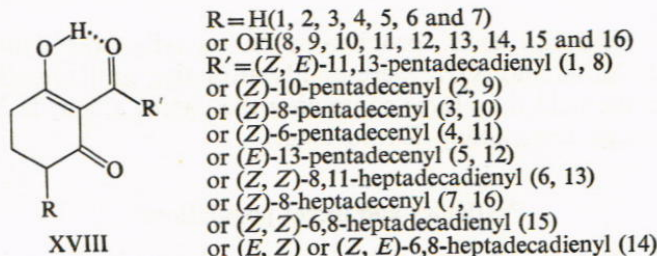 R=H(1, 2, 3, 4, 5, 6 and 7)
or OH(8, 9, 10, 11, 12, 13, 14, 15 and 16)
R′=(Z, E)-11,13-pentadecadienyl (1, 8)
or (Z)-10-pentadecenyl (2, 9)
or (Z)-8-pentadecenyl (3, 10)
or (Z)-6-pentadecenyl (4, 11)
or (E)-13-pentadecenyl (5, 12)
or (Z, Z)-8,11-heptadecadienyl (6, 13)
or (Z)-8-heptadecenyl (7, 16)
or (Z, Z)-6,8-heptadecadienyl (15)
or (E, Z) or (Z, E)-6,8-heptadecadienyl (14)
O
H
O
R′
O
R
XVIII